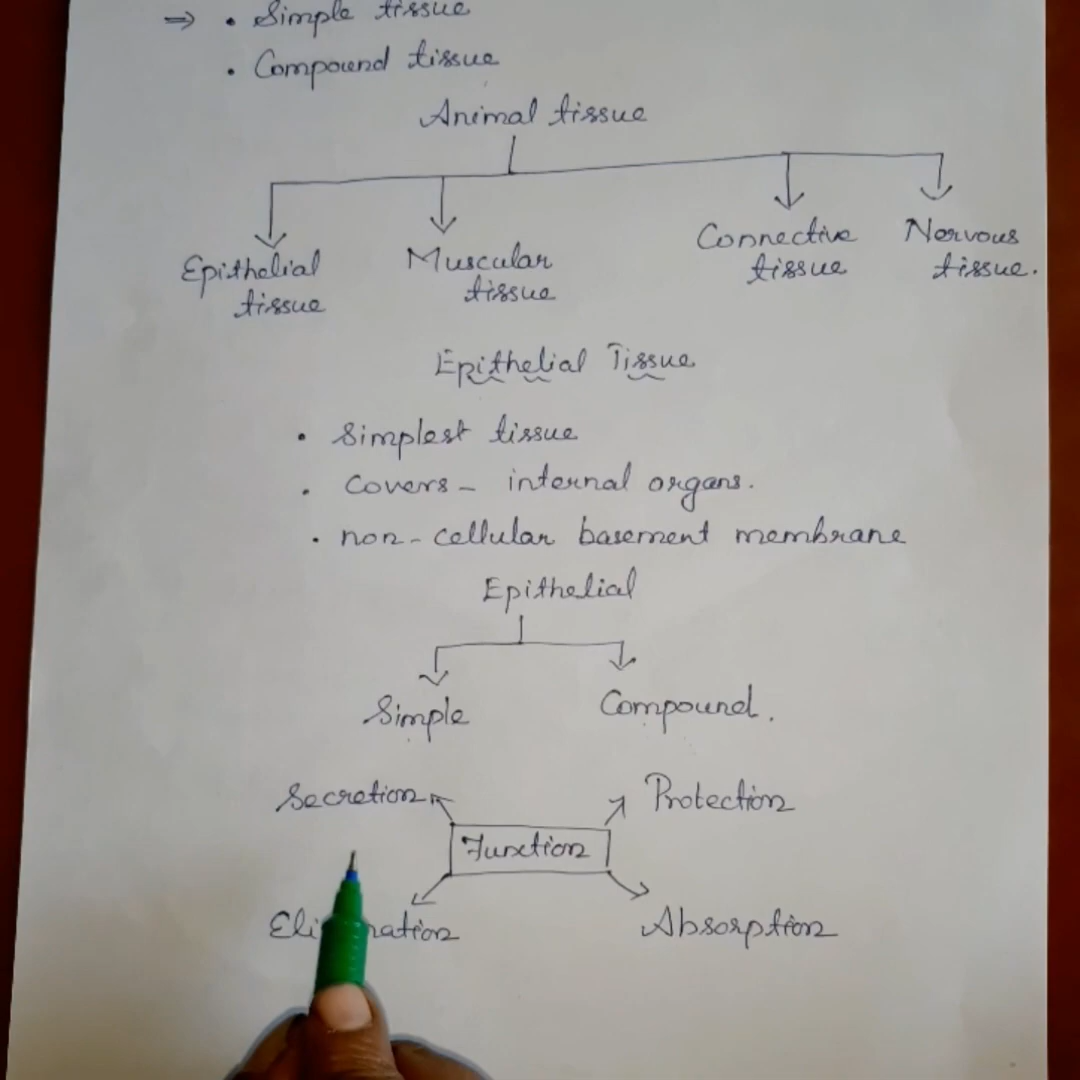 ⇒ • Simple tissue
• Compound tissue
Animal tissue
Epithelial tissue
Muscular tissue
Connective tissue
Nervous tissue.
Epithelial Tissue
• Simplest tissue
• Covers - internal organs.
• non-cellular basement membrane
Epithelial
Simple
Compound.
Secretion
Protection
Function
Absorption